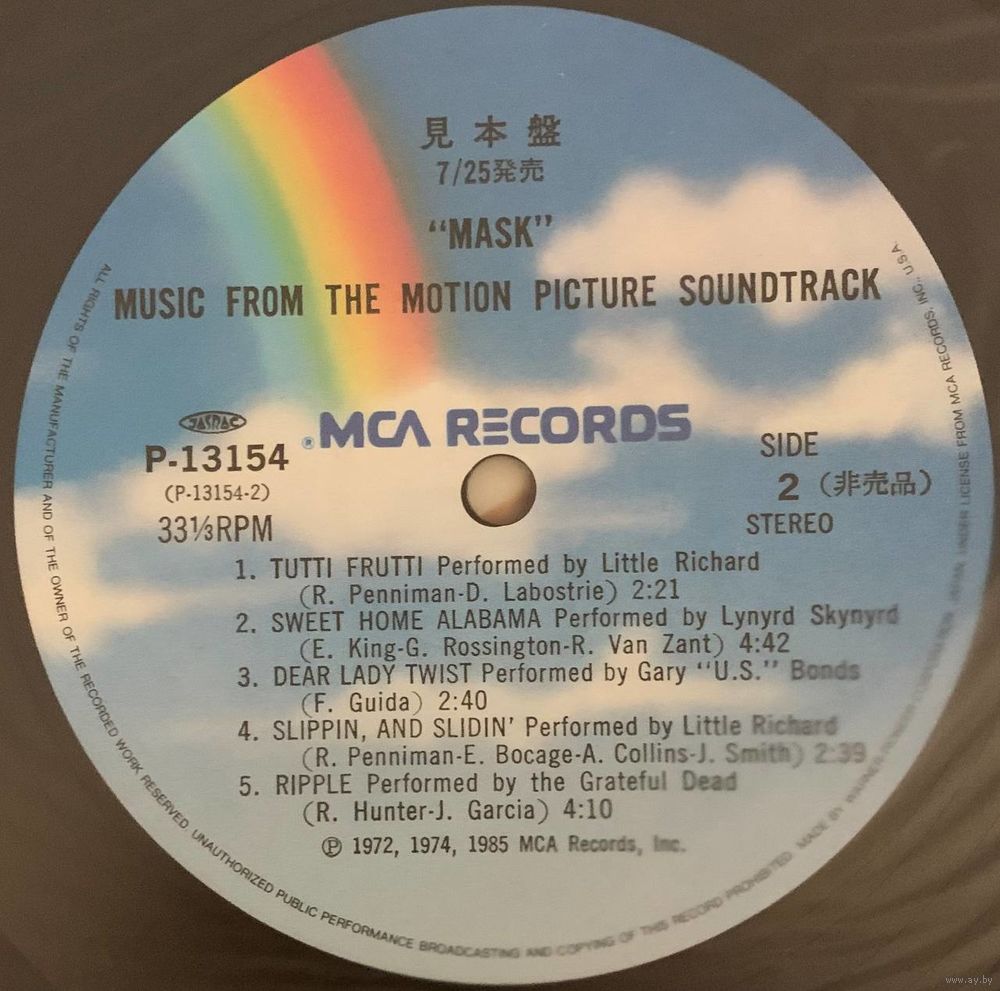 見本盤
7/25発売
“MASK”
MUSIC FROM THE MOTION PICTURE SOUNDTRACK
JASRAC
MCA RECORDS
P-13154
(P-13154-2)
33⅓RPM
SIDE
2 (非売品)
STEREO
1. TUTTI FRUTTI Performed by Little Richard
(R. Penniman-D. Labostrie) 2:21
2. SWEET HOME ALABAMA Performed by Lynyrd Skynyrd
(E. King-G. Rossington-R. Van Zant) 4:42
3. DEAR LADY TWIST Performed by Gary “U.S.” Bonds
(F. Guida) 2:40
4. SLIPPIN, AND SLIDIN’ Performed by Little Richard
(R. Penniman-E. Bocage-A. Collins-J. Smith) 2:39
5. RIPPLE Performed by the Grateful Dead
(R. Hunter-J. Garcia) 4:10
℗ 1972, 1974, 1985 MCA Records, Inc.
ALL RIGHTS OF THE MANUFACTURER AND OF THE OWNER OF THE RECORDED WORK RESERVED. UNAUTHORIZED PUBLIC PERFORMANCE BROADCASTING AND COPYING OF THIS RECORD PROHIBITED. MADE BY UNDER LICENSE FROM MCA RECORDS, INC., U.S.A.
www.ay.by